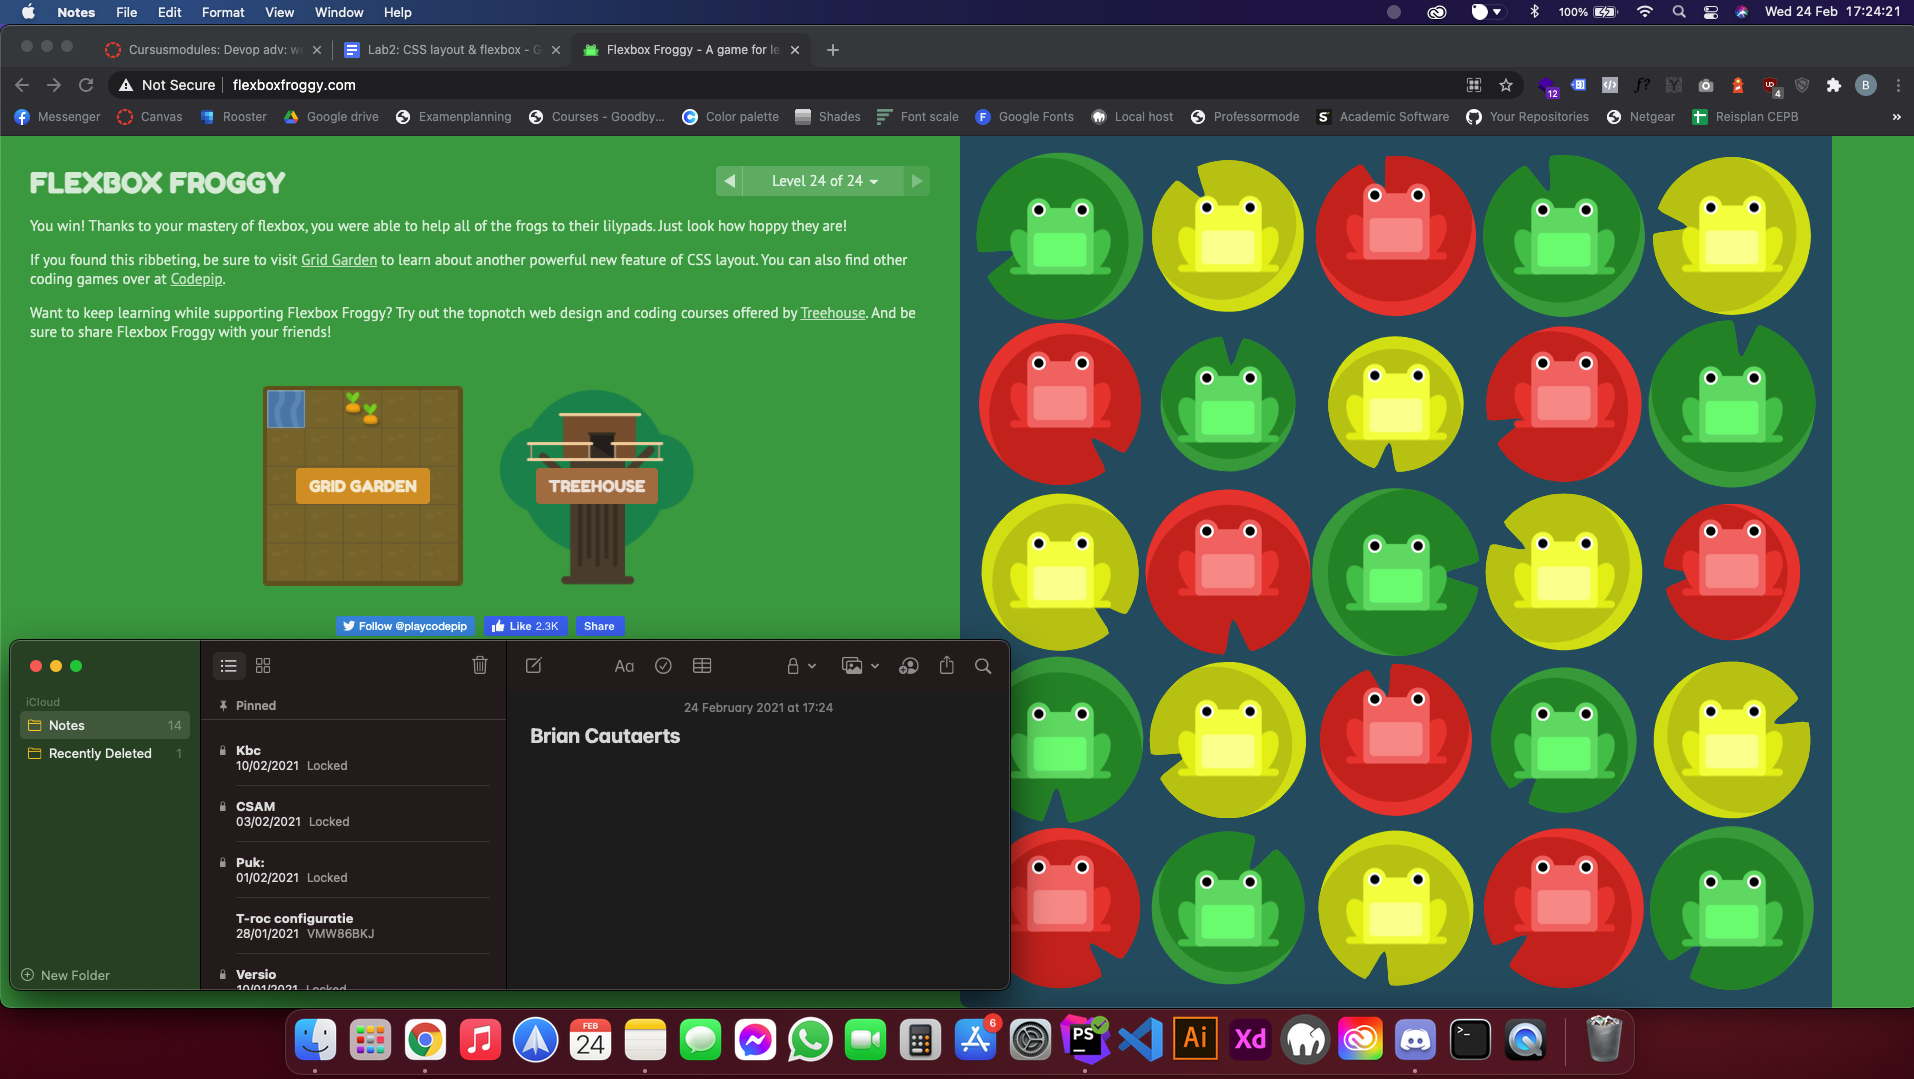 Notes File Edit Format View Window Help 100% Wed 24 Feb 17:24:21
Cursusmodules: Devop adv: w Lab2: CSS layout & flexbox - G Flexbox Froggy - A game for le
Not Secure flexboxfroggy.com 12 4 B
Messenger Canvas Rooster Google drive Examenplanning Courses - Goodby... Color palette Shades Font scale Google Fonts Local host Professormode Academic Software Your Repositories Netgear Reisplan CEPB
FLEXBOX FROGGY
Level 24 of 24
You win! Thanks to your mastery of flexbox, you were able to help all of the frogs to their lilypads. Just look how hoppy they are!
If you found this ribbeting, be sure to visit Grid Garden to learn about another powerful new feature of CSS layout. You can also find other
coding games over at Codepip.
Want to keep learning while supporting Flexbox Froggy? Try out the topnotch web design and coding courses offered by Treehouse. And be
sure to share Flexbox Froggy with your friends!
GRID GARDEN
TREEHOUSE
Follow @playcodepip Like 2.3K Share
iCloud
Notes 14
Recently Deleted 1
New Folder
Pinned
Kbc
10/02/2021 Locked
CSAM
03/02/2021 Locked
Puk:
01/02/2021 Locked
T-roc configuratie
28/01/2021 VMW86BKJ
Versio
10/01/2021 Locked
24 February 2021 at 17:24
Brian Cautaerts
FEB
24
6
PS
Ai
Xd